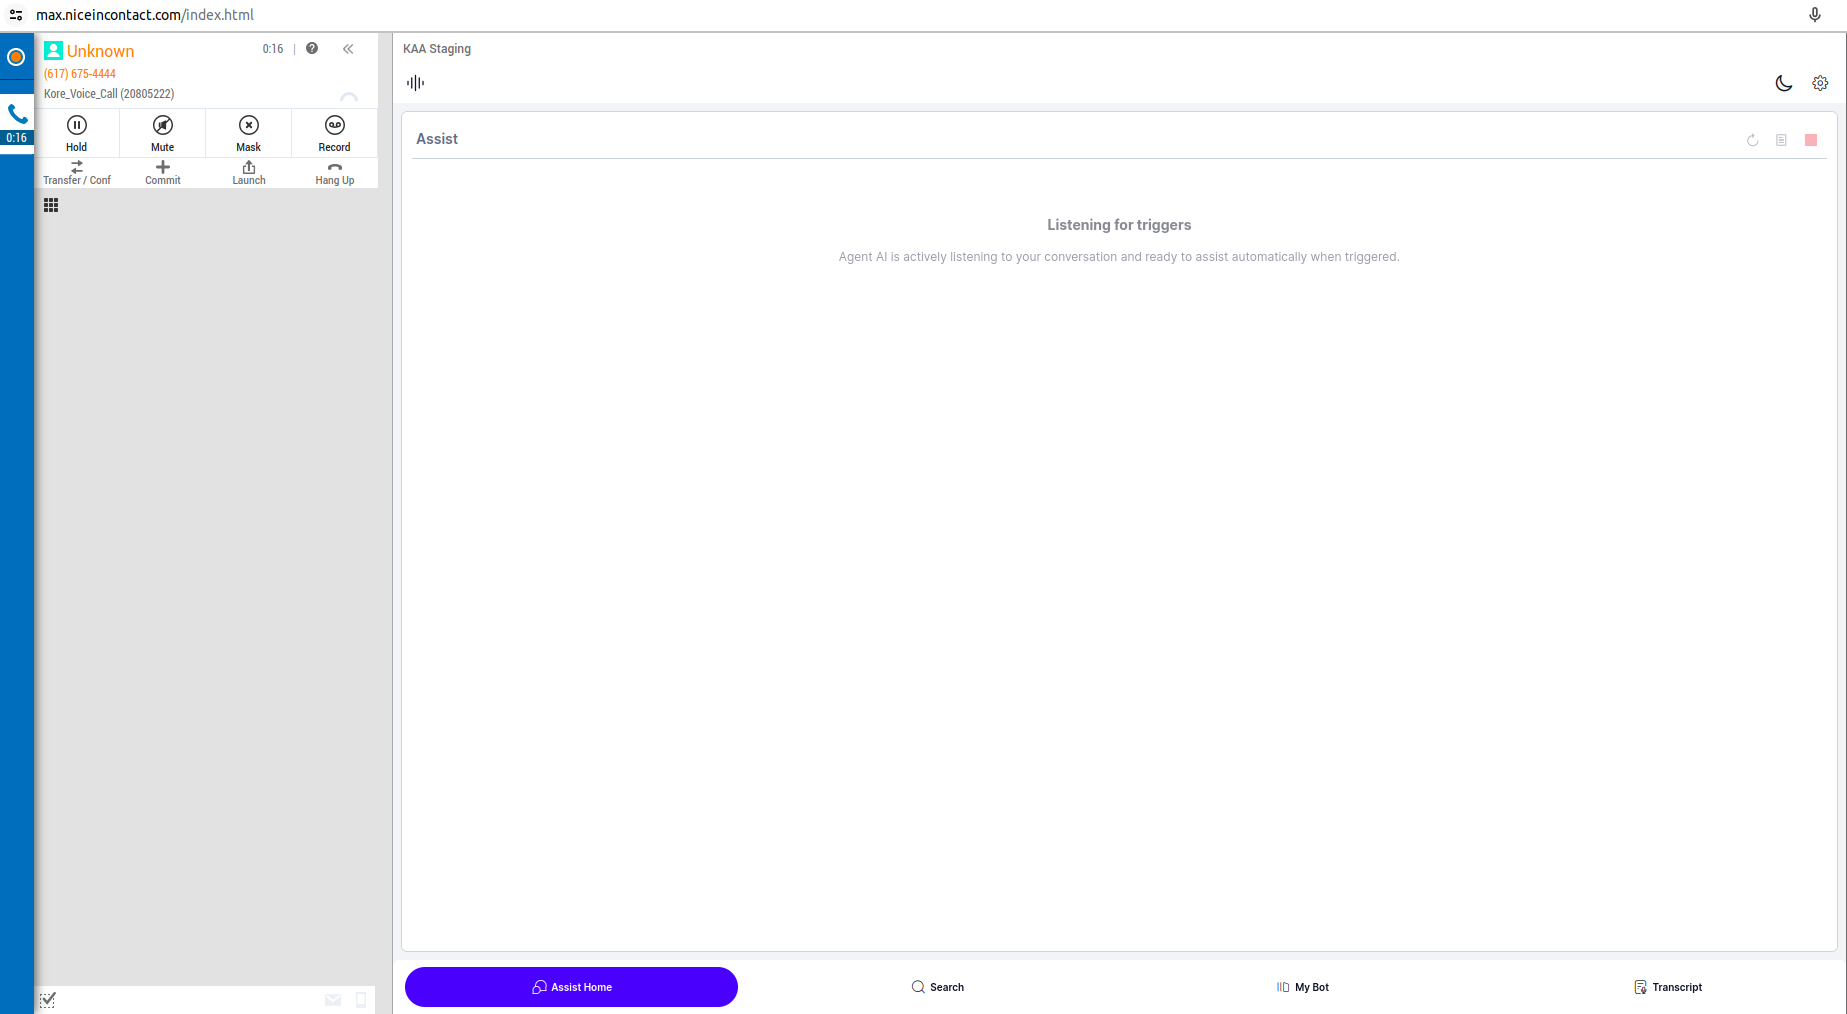 max.niceincontact.com/index.html
Unknown
0:16
(617) 675-4444
Kore_Voice_Call (20805222)
0:16
Hold
Mute
Mask
Record
Transfer / Conf
Commit
Launch
Hang Up
KAA Staging
Assist
Listening for triggers
Agent AI is actively listening to your conversation and ready to assist automatically when triggered.
Assist Home
Search
My Bot
Transcript